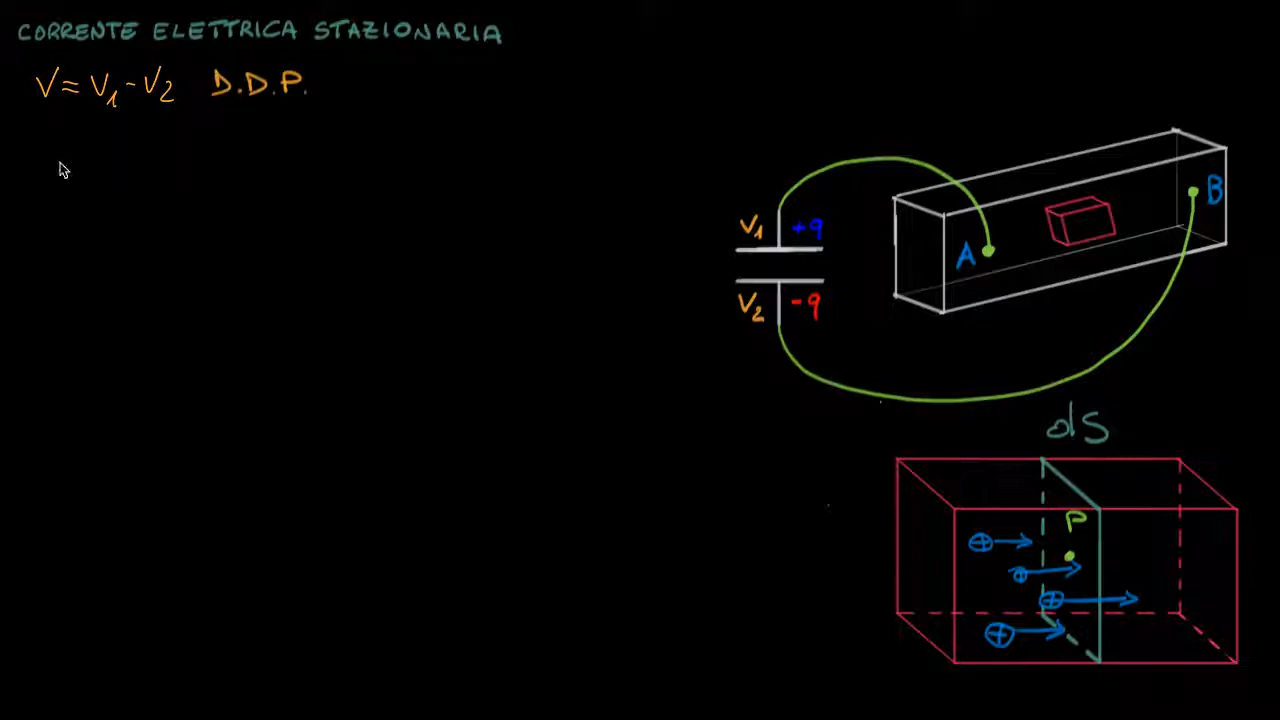 CORRENTE ELETTRICA STAZIONARIA
V = V₁ - V₂ D.D.P.
V₁ +q
V₂ -q
A
B
dS
P